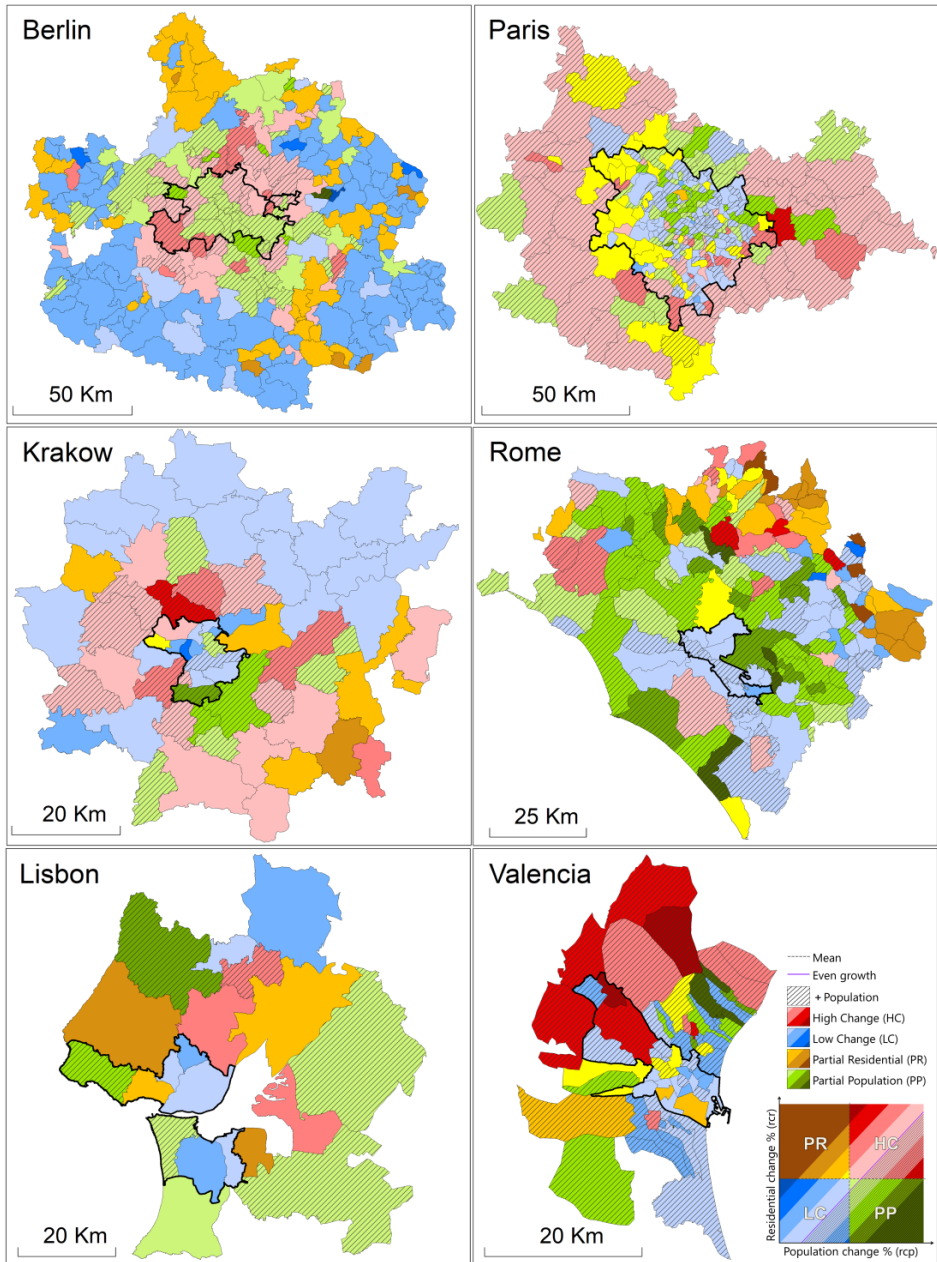 Berlin
50 Km
Paris
50 Km
Krakow
20 Km
Rome
25 Km
Lisbon
20 Km
Valencia
20 Km
Mean
Even growth
+ Population
High Change (HC)
Low Change (LC)
Partial Residential (PR)
Partial Population (PP)
Residential change % (rcr)
PR
HC
LC
PP
Population change % (rcp)